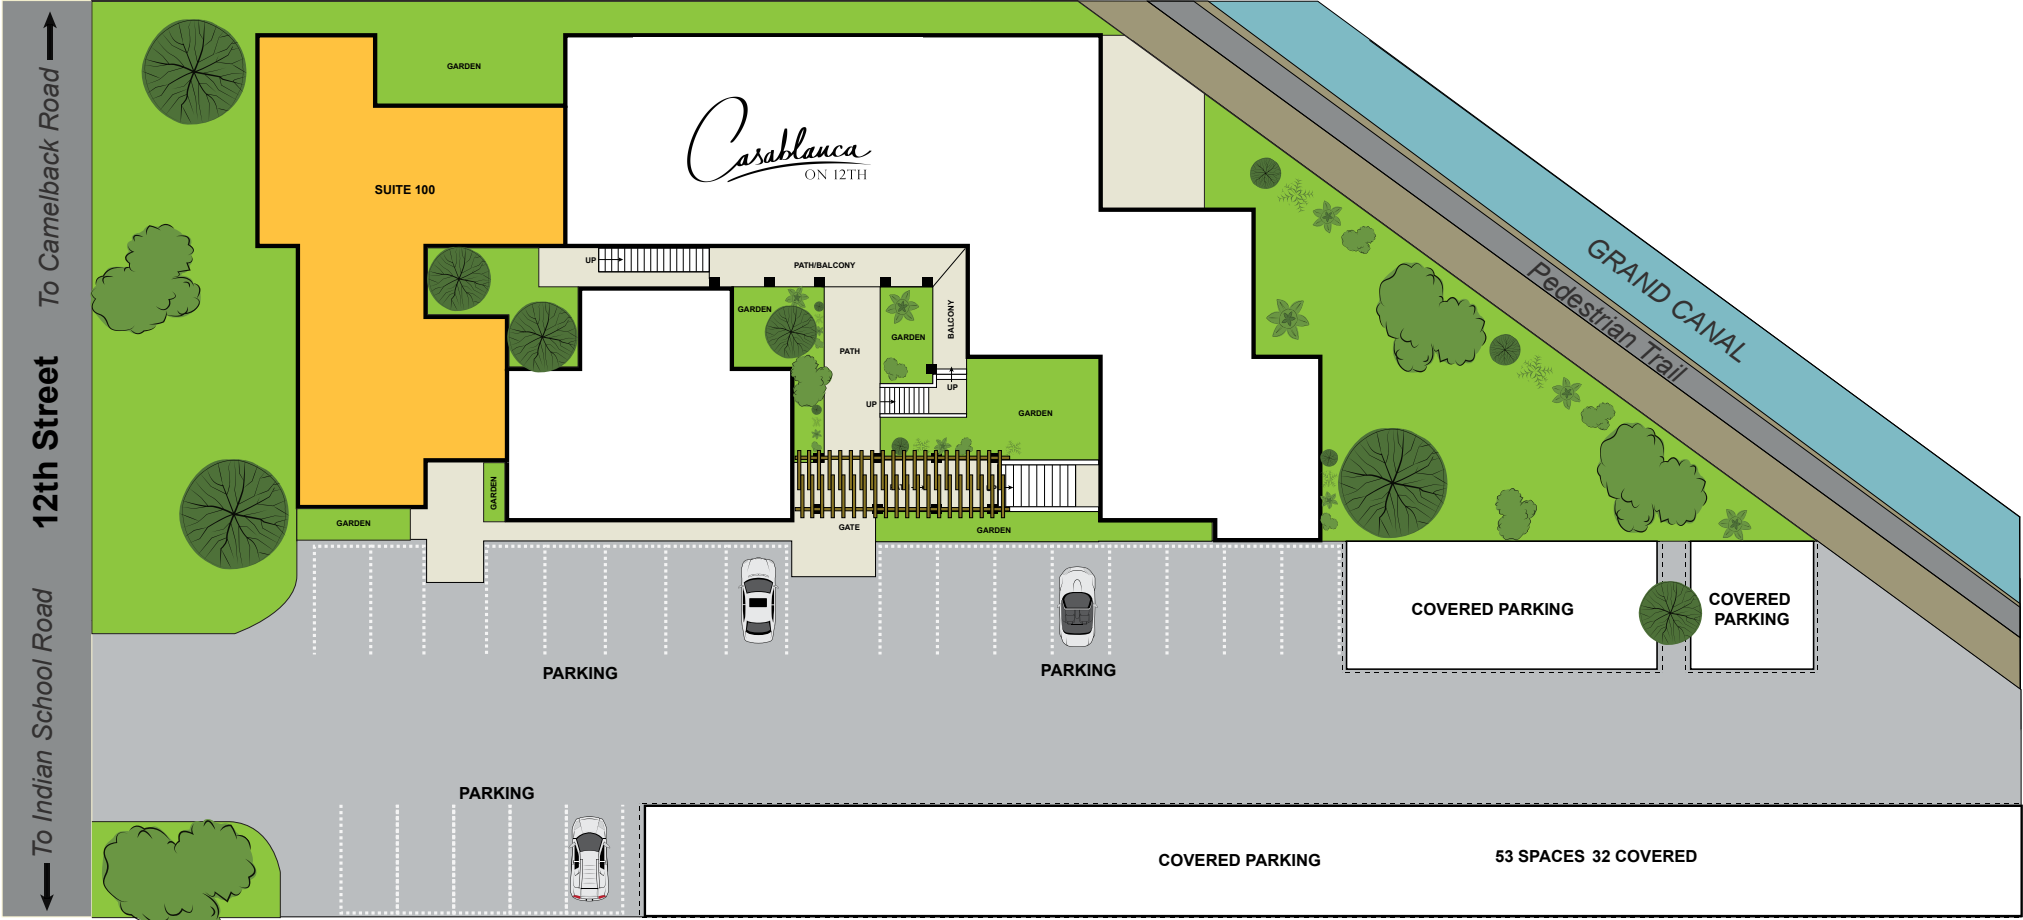 To Camelback Road
12th Street
To Indian School Road
GARDEN
SUITE 100
Casablanca
ON 12TH
UP
PATH/BALCONY
GARDEN
GARDEN
BALCONY
PATH
UP
UP
GARDEN
GARDEN
GARDEN
GATE
GARDEN
GRAND CANAL
Pedestrian Trail
PARKING
PARKING
COVERED PARKING
COVERED
PARKING
PARKING
COVERED PARKING
53 SPACES 32 COVERED